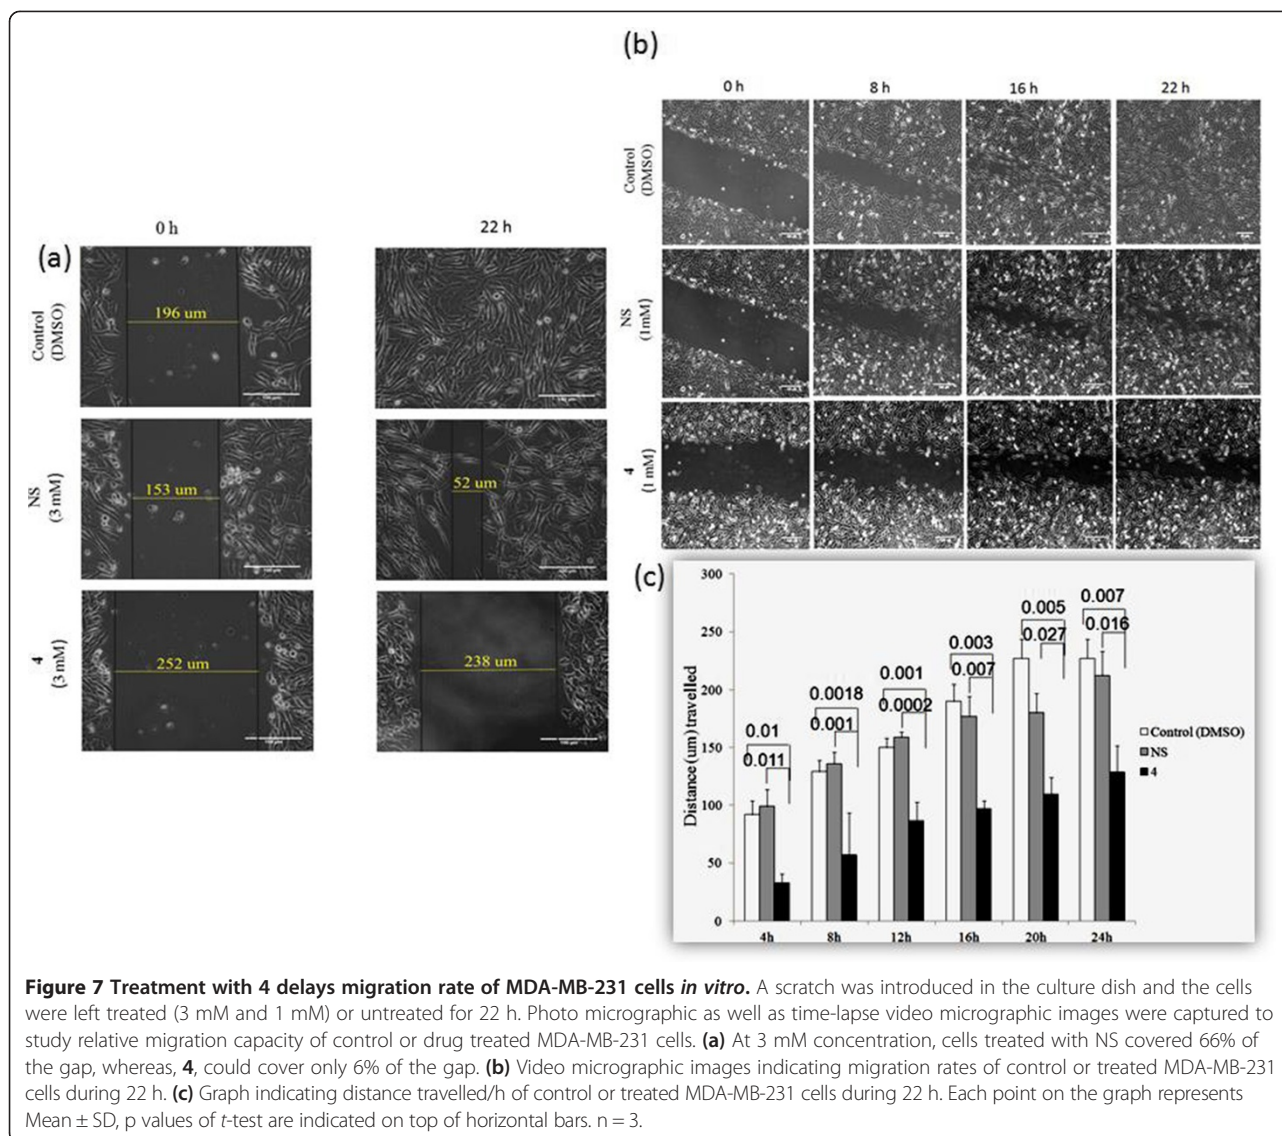 (b)
0 h
8 h
16 h
22 h
Control
(DMSO)
NS
(1mM)
4
(1 mM)
0 h
22 h
(a)
Control
(DMSO)
196 um
NS
(3 mM)
153 um
52 um
4
(3 mM)
252 um
238 um
(c)
Distance (um) travelled
300
250
200
150
100
50
0
0.01
0.011
0.0018
0.001
0.001
0.0002
0.003
0.007
0.005
0.027
0.007
0.016
4h
8h
12h
16h
20h
24h
Control (DMSO)
NS
4
Figure 7 Treatment with 4 delays migration rate of MDA-MB-231 cells in vitro. A scratch was introduced in the culture dish and the cells
were left treated (3 mM and 1 mM) or untreated for 22 h. Photo micrographic as well as time-lapse video micrographic images were captured to
study relative migration capacity of control or drug treated MDA-MB-231 cells. (a) At 3 mM concentration, cells treated with NS covered 66% of
the gap, whereas, 4, could cover only 6% of the gap. (b) Video micrographic images indicating migration rates of control or treated MDA-MB-231
cells during 22 h. (c) Graph indicating distance travelled/h of control or treated MDA-MB-231 cells during 22 h. Each point on the graph represents
Mean ± SD, p values of t-test are indicated on top of horizontal bars. n = 3.